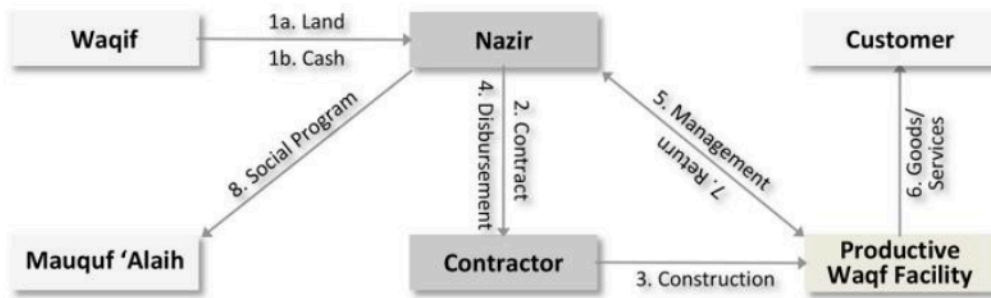 Waqif
1a. Land
1b. Cash
Nazir
Customer
8. Social Program
4. Disbursement
2. Contract
5. Management
7. Return
6. Goods/
Services
Mauquf ‘Alaih
Contractor
3. Construction
Productive
Waqf Facility